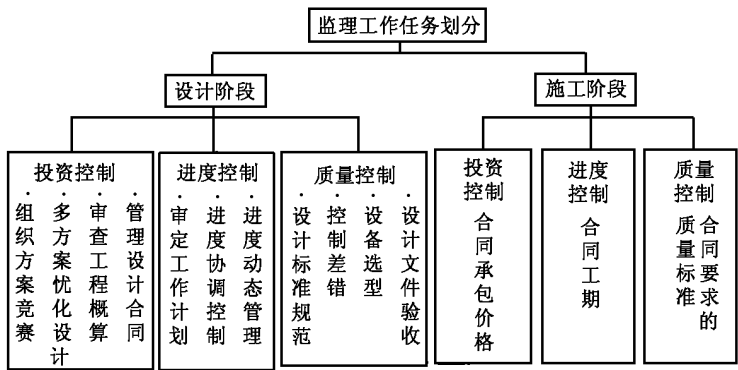 监理工作任务划分
设计阶段
施工阶段
投资控制
·组织方案竞赛
·多方案忧化设计
·审查工程概算
·管理设计合同
进度控制
·审定工作计划
·进度协调控制
·进度动态管理
质量控制
·设计标准规范
·控制差错
·设备选型
·设计文件验收
投资
控制
合同承包价格
进度
控制
合同工期
质量
控制
合同要求的
质量标准